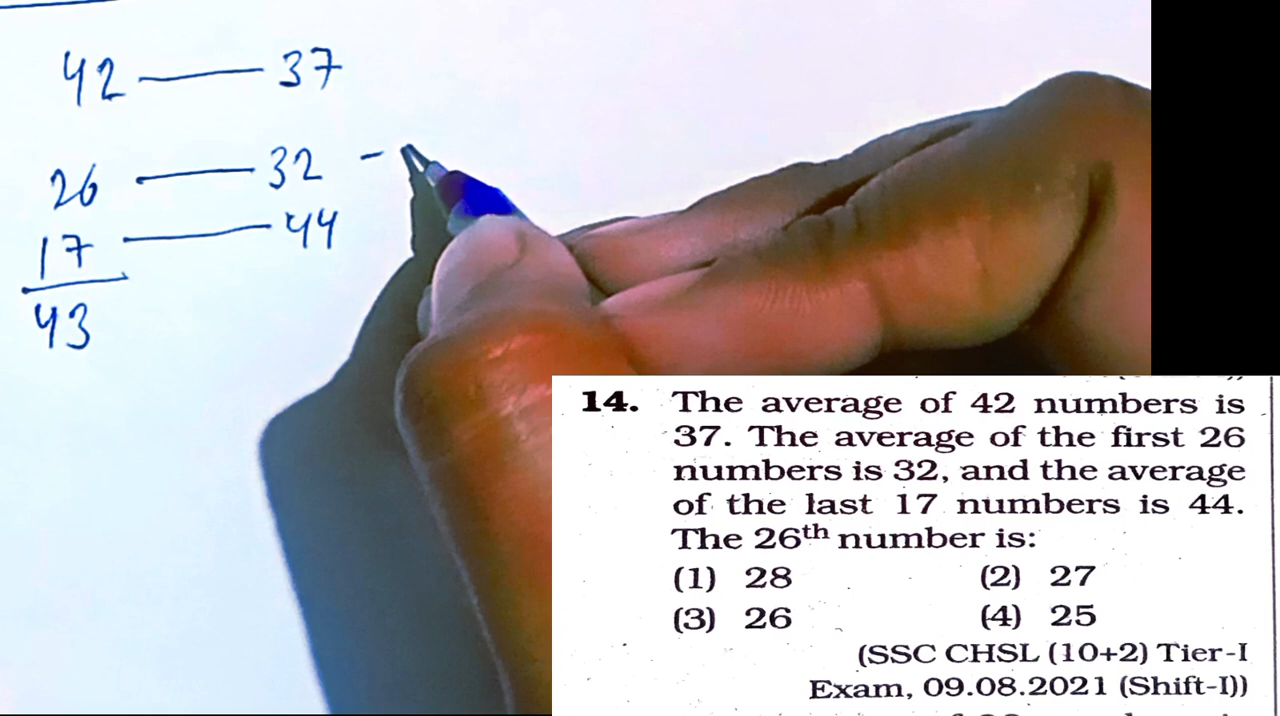 42 — 37
26 — 32 -
17 — 44
43
14. The average of 42 numbers is
37. The average of the first 26
numbers is 32, and the average
of the last 17 numbers is 44.
The 26th number is:
(1) 28 (2) 27
(3) 26 (4) 25
(SSC CHSL (10+2) Tier-I
Exam, 09.08.2021 (Shift-I))